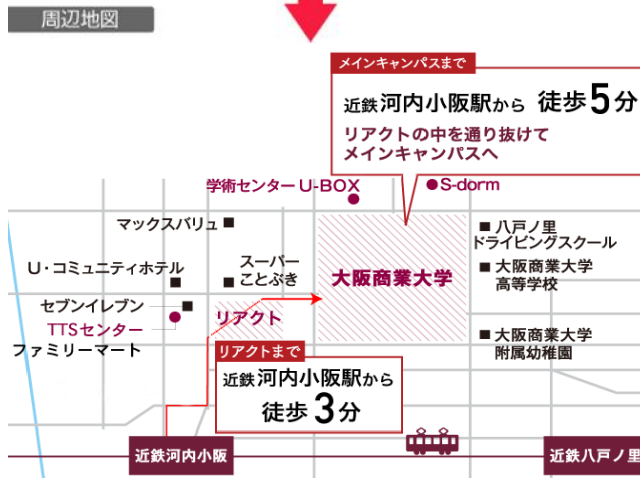 周辺地図
メインキャンパスまで
近鉄河内小阪駅から 徒歩5分
リアクトの中を通り抜けて
メインキャンパスへ
学術センターU-BOX
S-dorm
マックスバリュ
八戸ノ里
ドライビングスクール
U・コミュニティホテル
スーパー
ことぶき
大阪商業大学
大阪商業大学
高等学校
セブンイレブン
リアクト
TTSセンター
ファミリーマート
大阪商業大学
附属幼稚園
リアクトまで
近鉄河内小阪駅から
徒歩3分
近鉄河内小阪
近鉄八戸ノ里